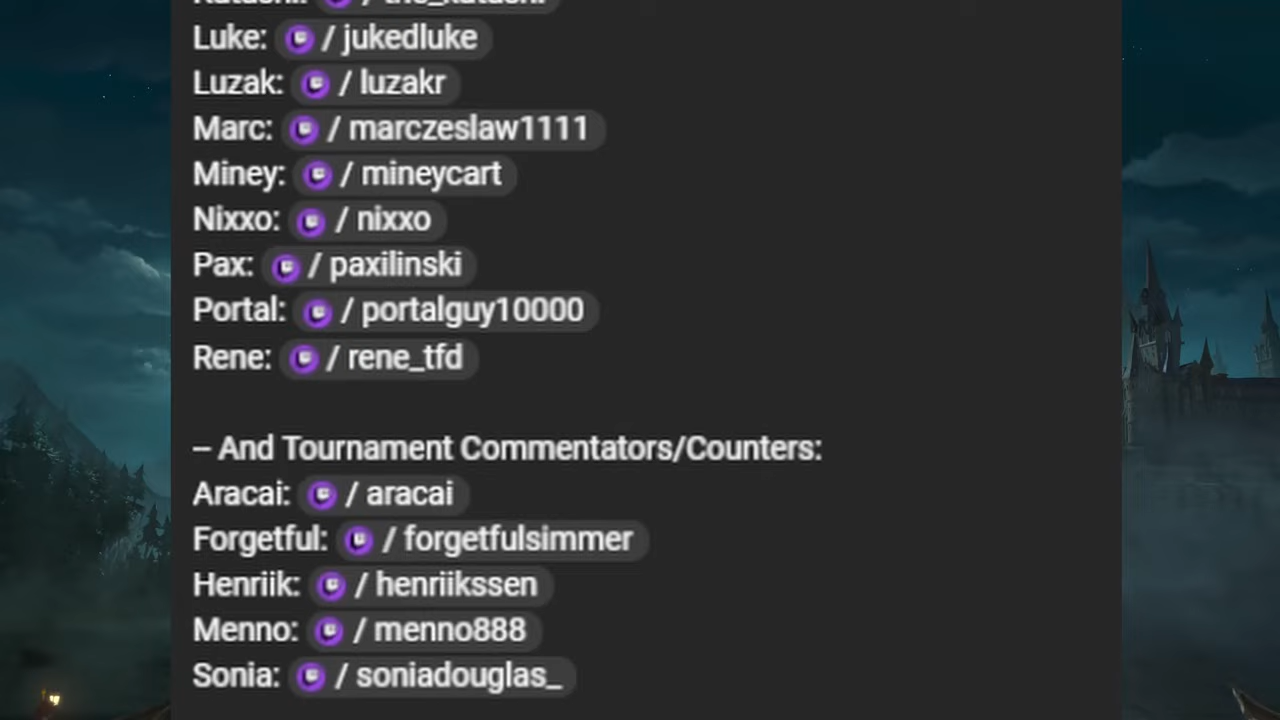 Luke: / jukedluke
Luzak: / luzakr
Marc: / marczeslaw1111
Miney: / mineycart
Nixxo: / nixxo
Pax: / paxilinski
Portal: / portalguy10000
Rene: / rene_tfd
– And Tournament Commentators/Counters:
Aracai: / aracai
Forgetful: / forgetfulsimmer
Henriik: / henriikssen
Menno: / menno888
Sonia: / soniadouglas_